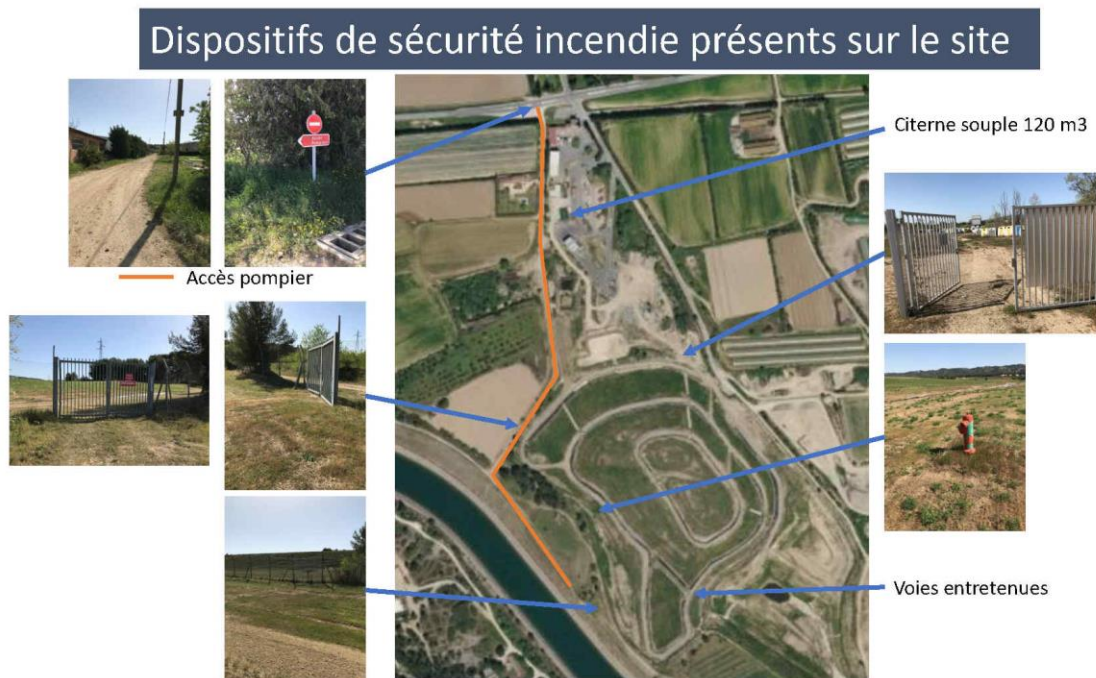 Dispositifs de sécurité incendie présents sur le site
Citerne souple 120 m3
Accès pompier
Voies entretenues